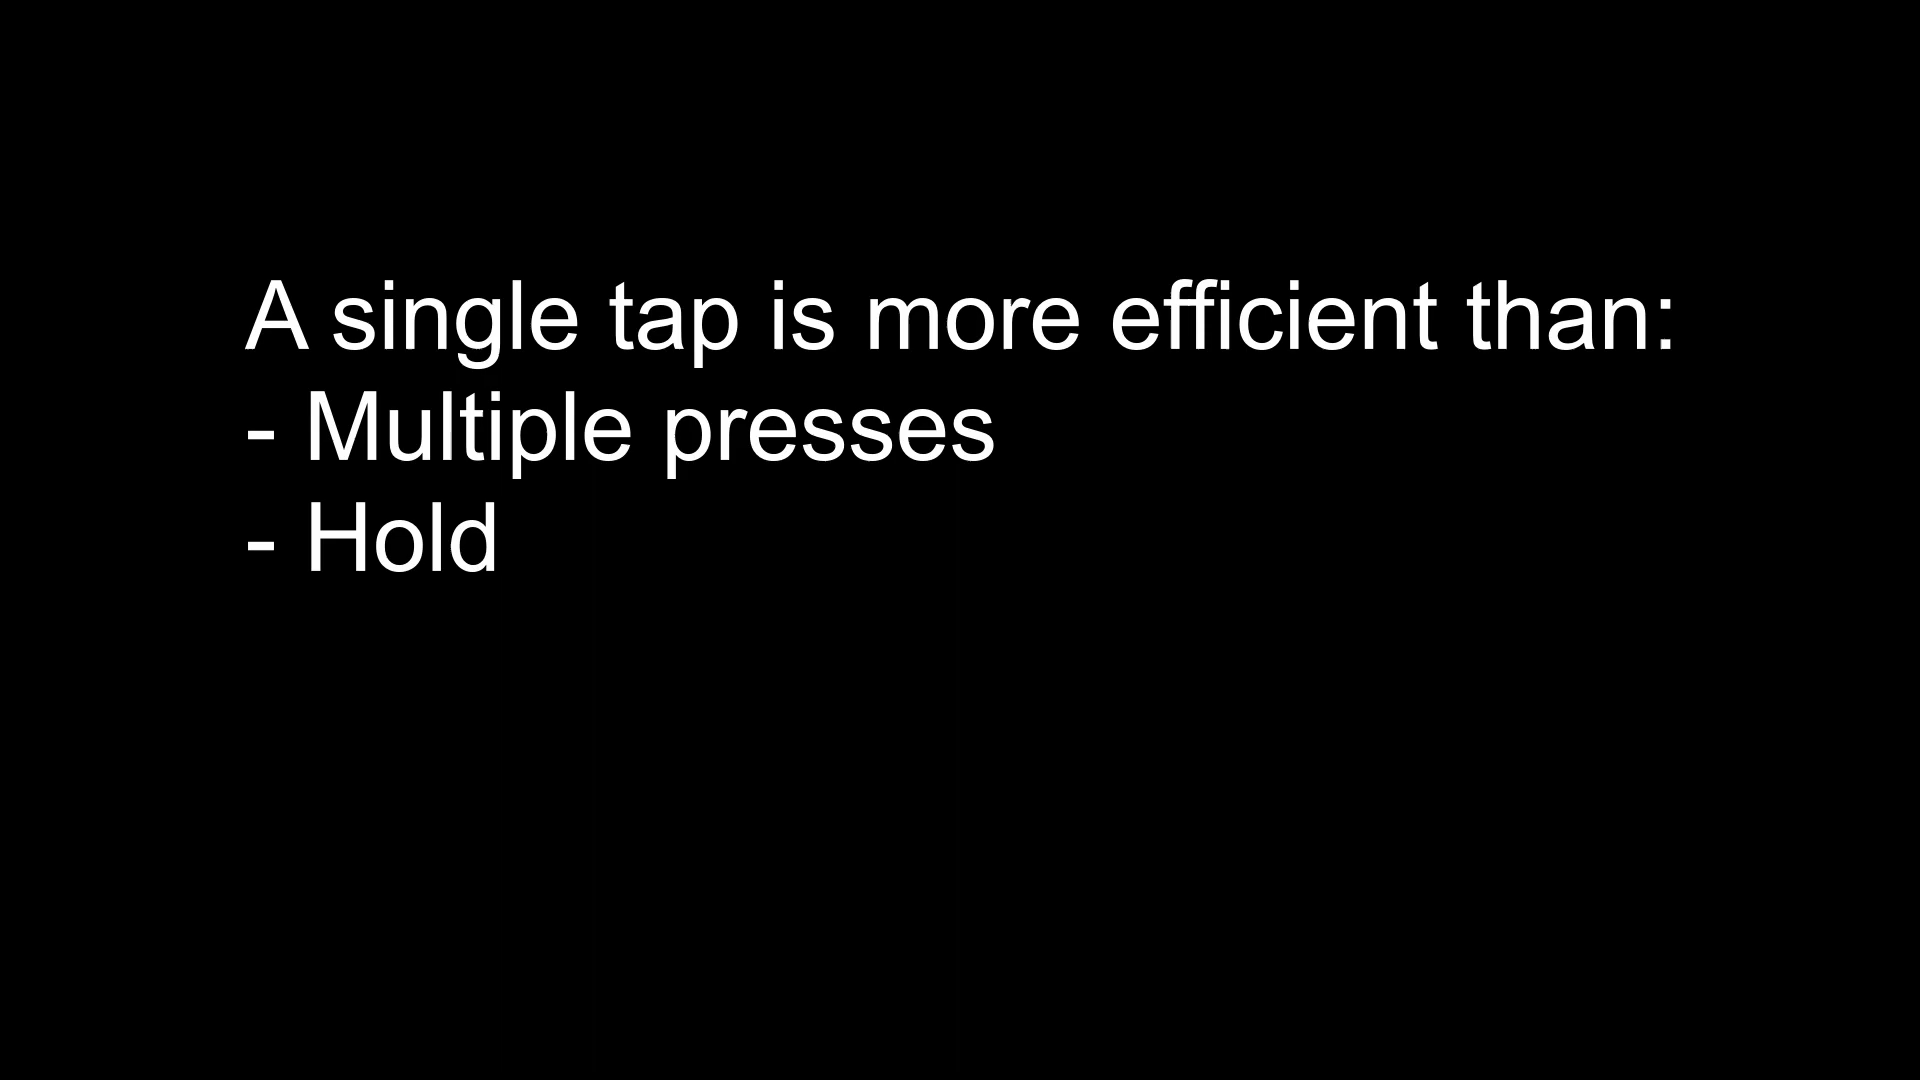 A single tap is more efficient than:
- Multiple presses
- Hold